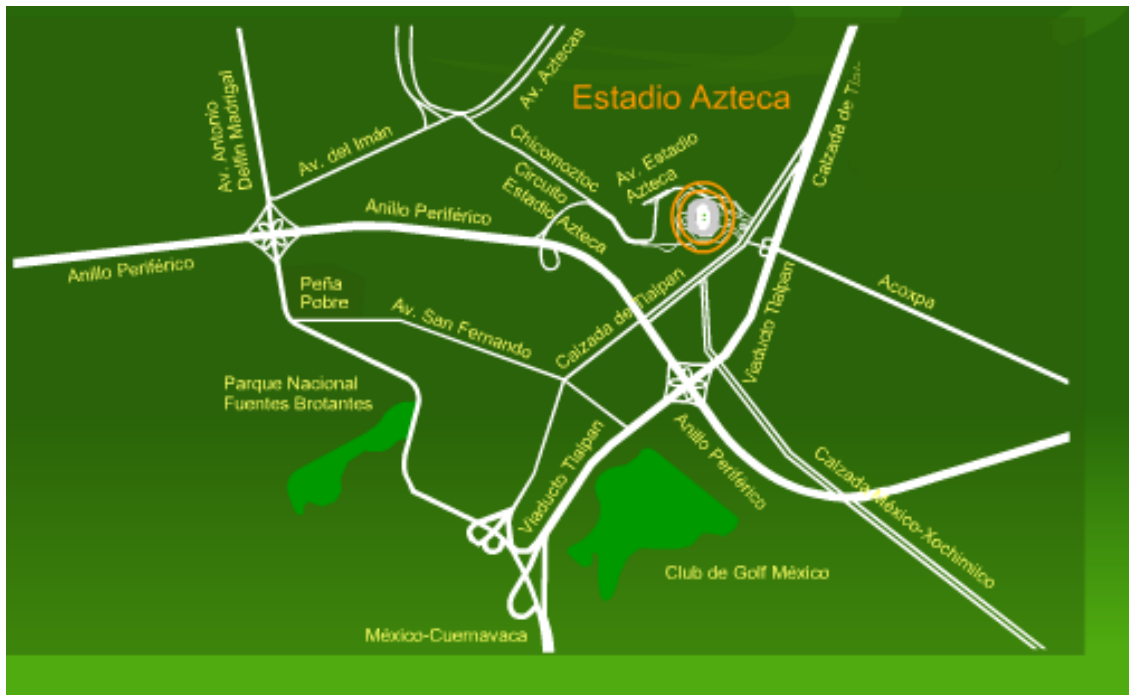 Av. Aztecas
Estadio Azteca
Calzada de Tlal-
Av. Antonio
Delfin Madrigal
Av. del Imán
Chicomoztoc
Av. Estadio
Azteca
Circuito
Estadio Azteca
Anillo Periférico
Anillo Periférico
Peña
Pobre
Av. San Fernando
Calzada de Tlalpan
Viaducto Tlalpan
Acoxpa
Parque Nacional
Fuentes Brotantes
Viaducto Tlalpan
Anillo Periférico
Calzada México-Xochimilco
Club de Golf México
México-Cuernavaca